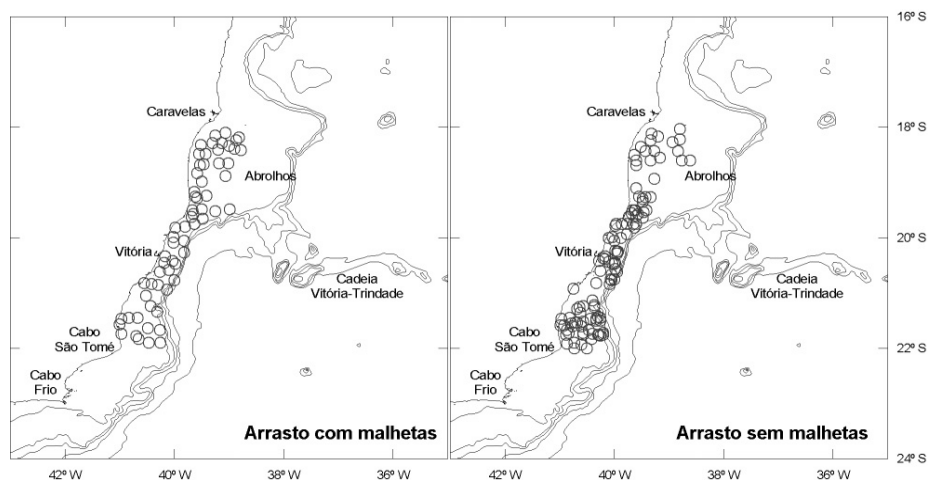 16º S
Caravelas
Caravelas
18º S
Abrolhos
Abrolhos
Vitória
Vitória
20º S
Cadeia
Vitória-Trindade
Cadeia
Vitória-Trindade
Cabo
São Tomé
Cabo
São Tomé
22º S
Cabo
Frio
Cabo
Frio
Arrasto com malhetas
Arrasto sem malhetas
24º S
42º W
40º W
38º W
36º W
42º W
40º W
38º W
36º W